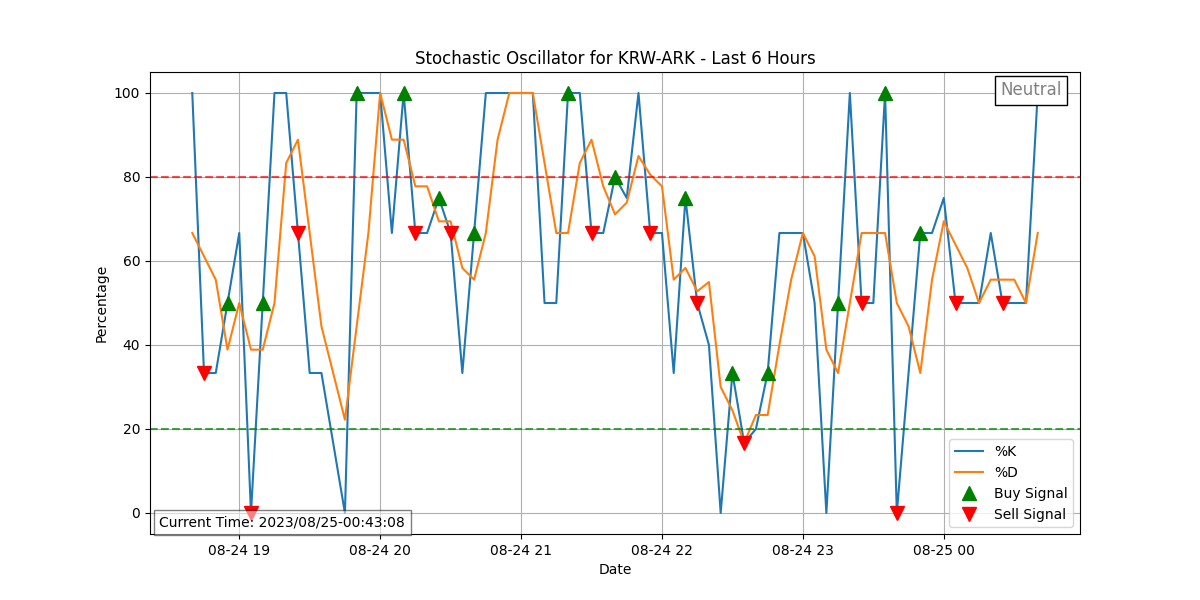 Stochastic Oscillator for KRW-ARK - Last 6 Hours
Neutral
100
80
60
40
20
0
Percentage
%K
%D
Buy Signal
Sell Signal
Current Time: 2023/08/25-00:43:08
08-24 19
08-24 20
08-24 21
08-24 22
08-24 23
08-25 00
Date